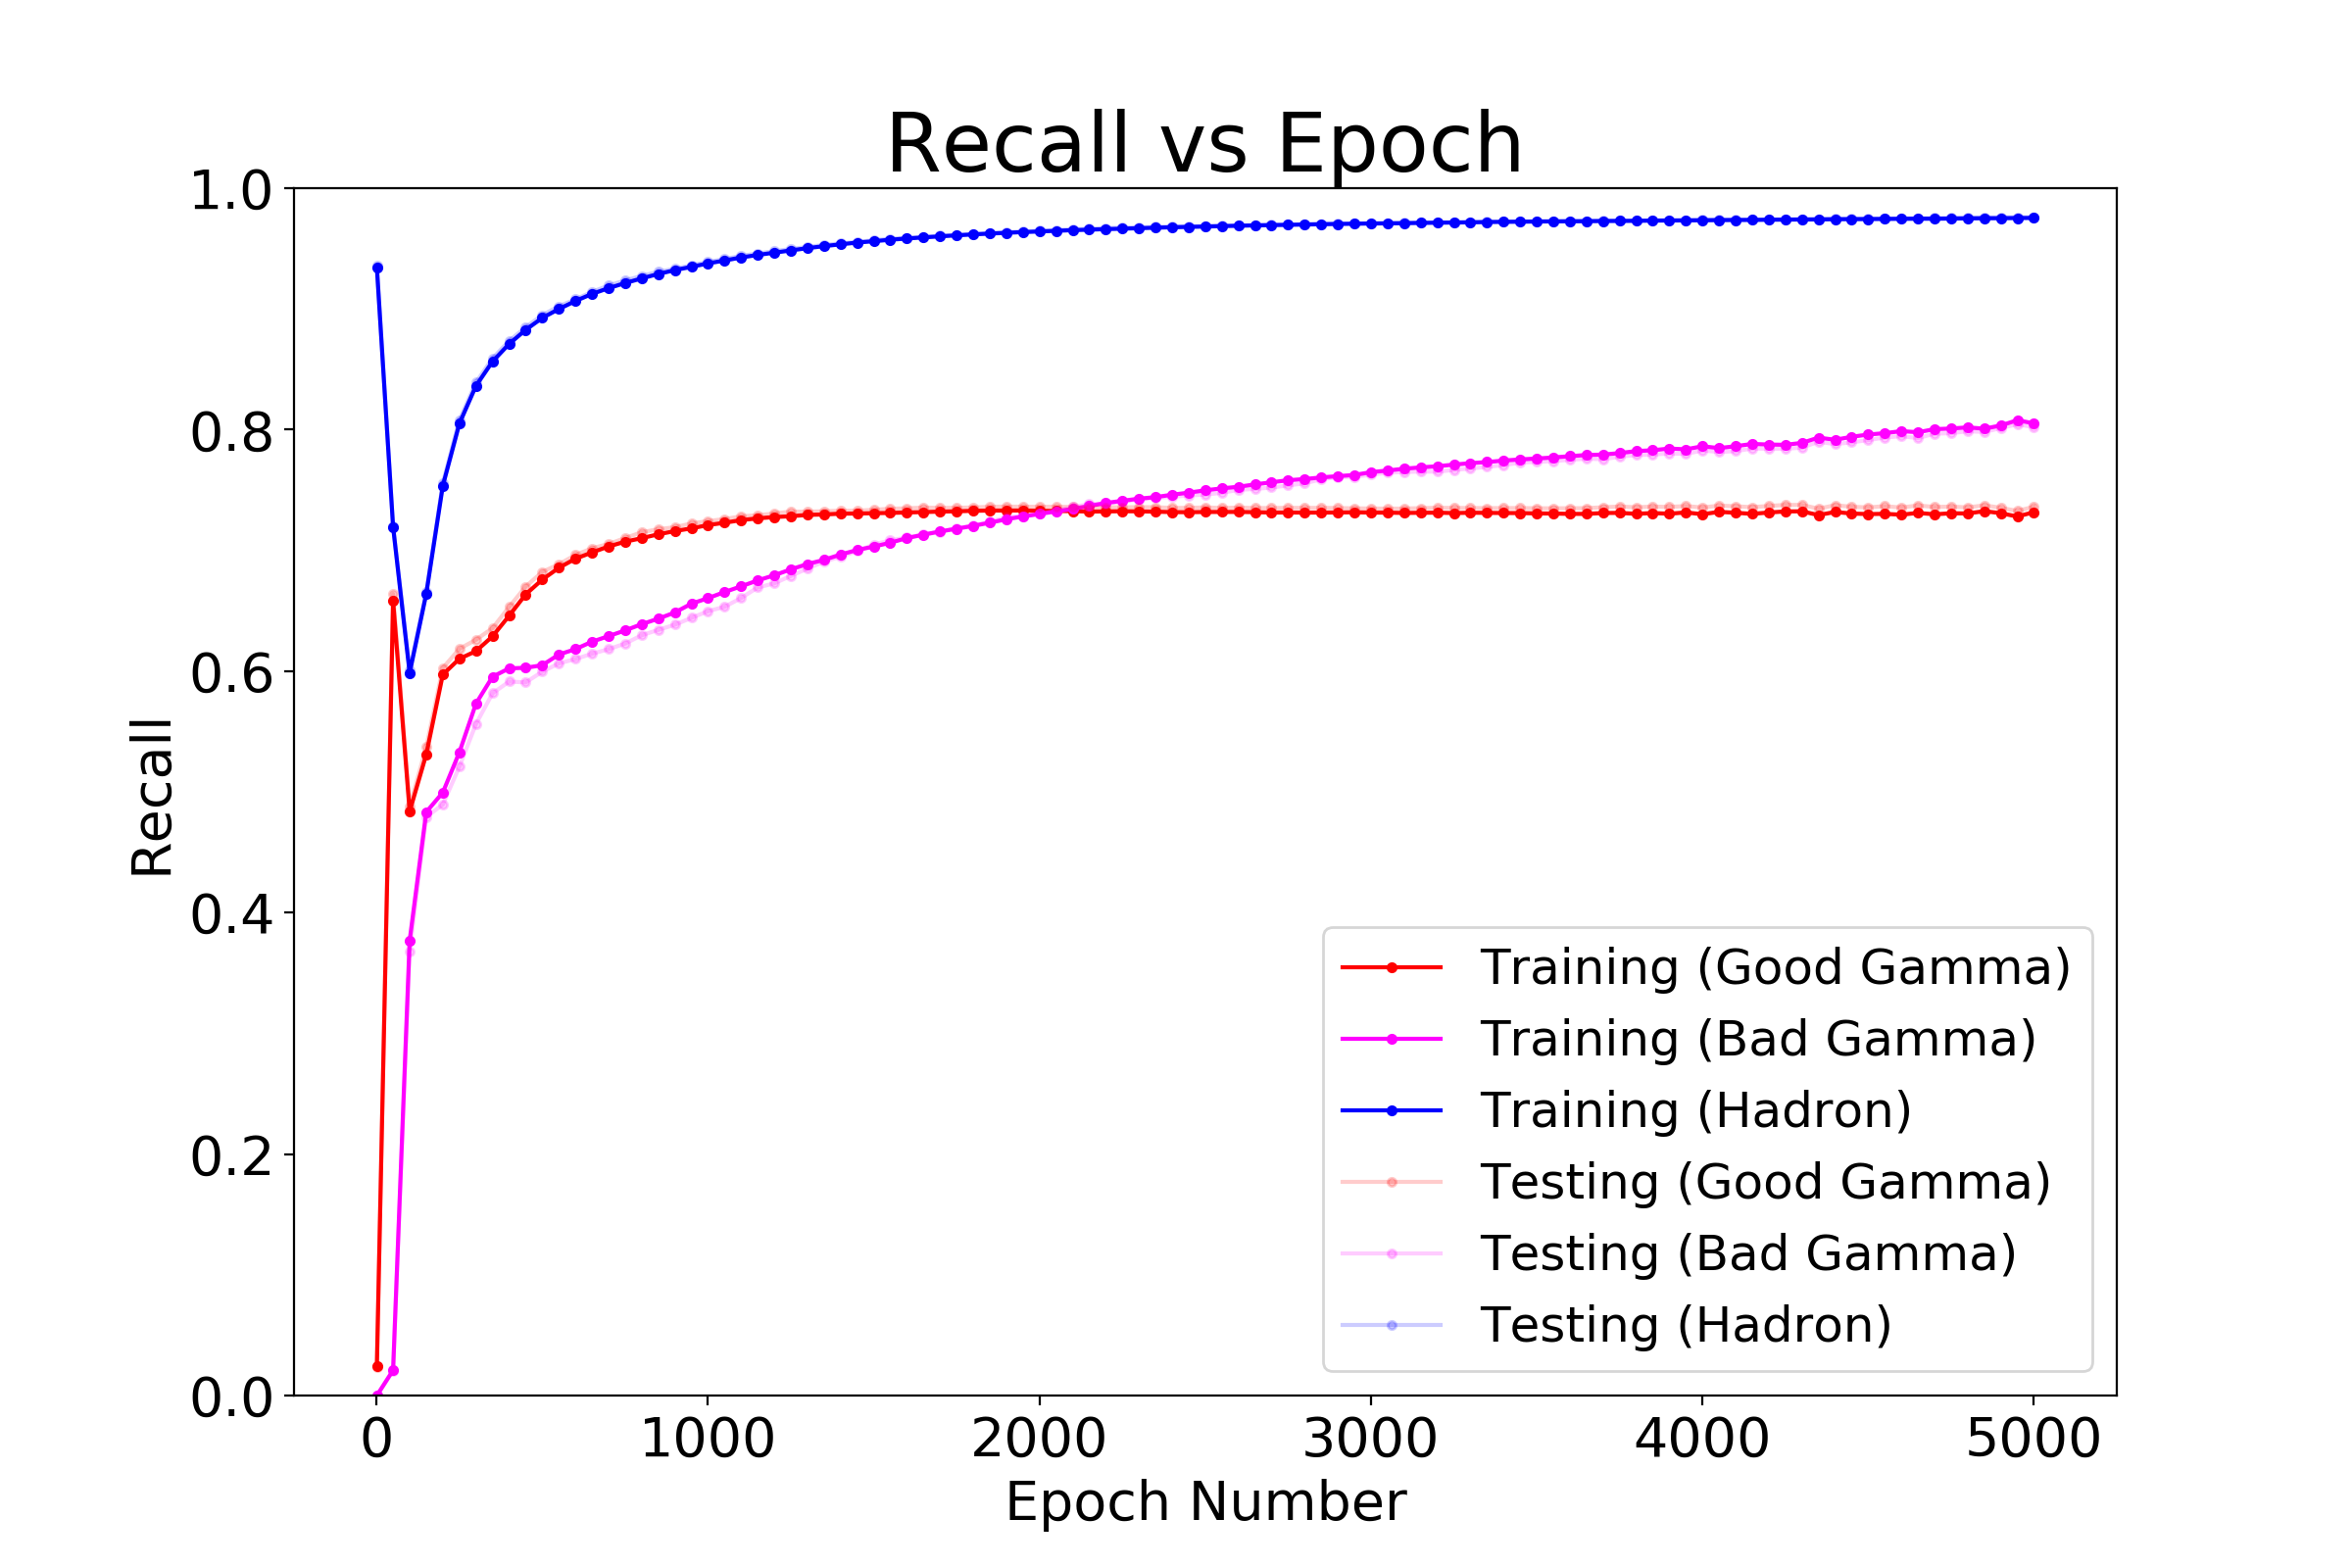 Recall vs Epoch
1.0
0.8
0.6
0.4
0.2
0.0
Recall
0
1000
2000
3000
4000
5000
Epoch Number
Training (Good Gamma)
Training (Bad Gamma)
Training (Hadron)
Testing (Good Gamma)
Testing (Bad Gamma)
Testing (Hadron)